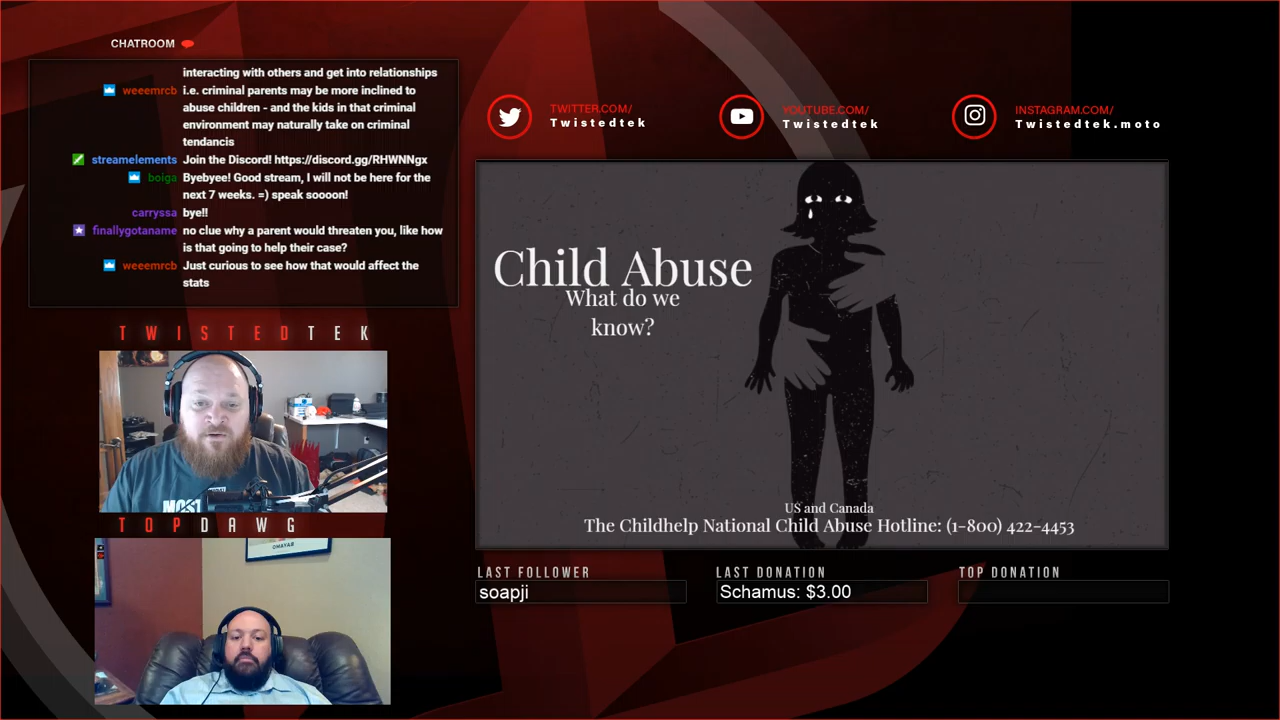 CHATROOM
interacting with others and get into relationships
weeemrcb i.e. criminal parents may be more inclined to
abuse children - and the kids in that criminal
environment may naturally take on criminal
tendancis
streamelements Join the Discord! https://discord.gg/RHWNNgx
boiga Byebyee! Good stream, I will not be here for the
next 7 weeks. =) speak sooon!
carryssa bye!!
finallygotaname no clue why a parent would threaten you, like how
is that going to help their case?
weeemrcb Just curious to see how that would affect the
stats
TWISTEDTEK
MOST
TOPDAWG
TWITTER.COM/
Twistedtek
YOUTUBE.COM/
Twistedtek
INSTAGRAM.COM/
Twistedtek.moto
Child Abuse
What do we
know?
US and Canada
The Childhelp National Child Abuse Hotline: (1-800) 422-4453
LAST FOLLOWER
soapji
LAST DONATION
Schamus: $3.00
TOP DONATION